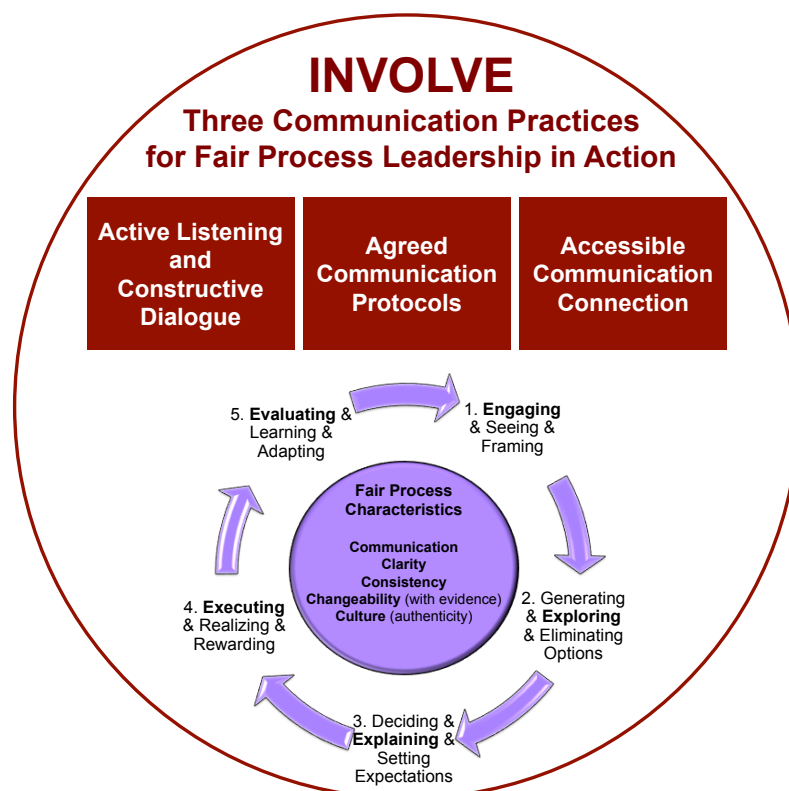 INVOLVE
Three Communication Practices
for Fair Process Leadership in Action
Active Listening
and
Constructive
Dialogue
Agreed
Communication
Protocols
Accessible
Communication
Connection
1. Engaging
& Seeing &
Framing
2. Generating
& Exploring
& Eliminating
Options
3. Deciding &
Explaining &
Setting
Expectations
4. Executing
& Realizing &
Rewarding
5. Evaluating &
Learning &
Adapting
Fair Process
Characteristics
Communication
Clarity
Consistency
Changeability (with evidence)
Culture (authenticity)